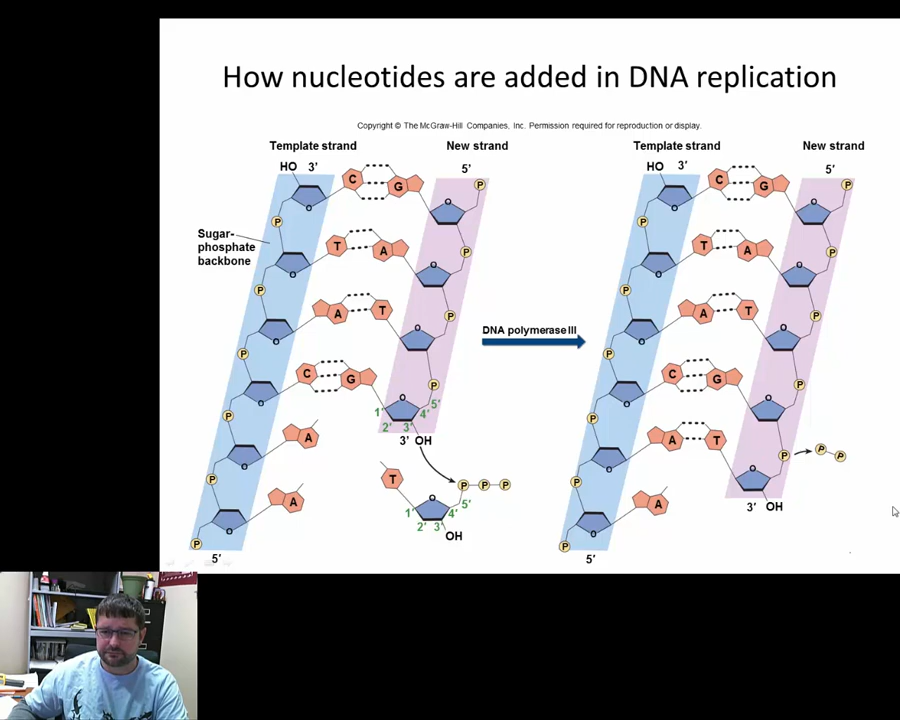 How nucleotides are added in DNA replication
Copyright © The McGraw-Hill Companies, Inc. Permission required for reproduction or display.
Template strand
New strand
HO 3’
5’
C G
P
O
O
P
Sugar-
phosphate
backbone
T A
P
O
O
P
A T
P
O
O
P
C G
P
O
O
P
1’ 2’ 3’ 4’ 5’
3’ OH
A
O
P
T
P P P
O
1’ 2’ 3’ 4’ 5’
OH
A
O
P
5’
DNA polymerase III
Template strand
New strand
HO 3’
5’
C G
P
O
O
P
T A
P
O
O
P
A T
P
O
O
P
C G
P
O
O
P
A T
P
O
O
P
P P
3’ OH
A
O
P
5’